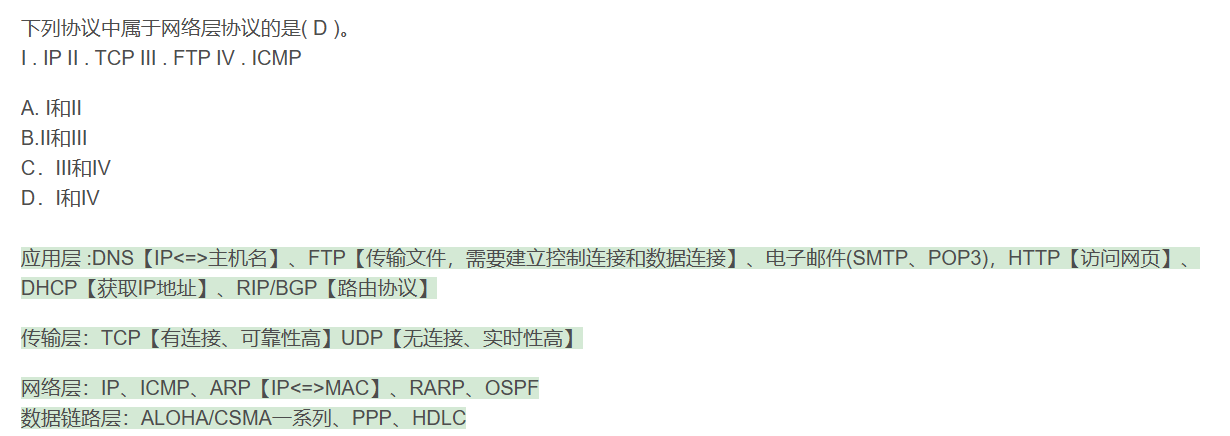 下列协议中属于网络层协议的是( D )。
I . IP II . TCP III . FTP IV . ICMP
A. I和II
B.II和III
C．III和IV
D．I和IV
应用层 :DNS【IP<=>主机名】、FTP【传输文件，需要建立控制连接和数据连接】、电子邮件(SMTP、POP3)，HTTP【访问网页】、
DHCP【获取IP地址】、RIP/BGP【路由协议】
传输层：TCP【有连接、可靠性高】UDP【无连接、实时性高】
网络层：IP、ICMP、ARP【IP<=>MAC】、RARP、OSPF
数据链路层：ALOHA/CSMA一系列、PPP、HDLC